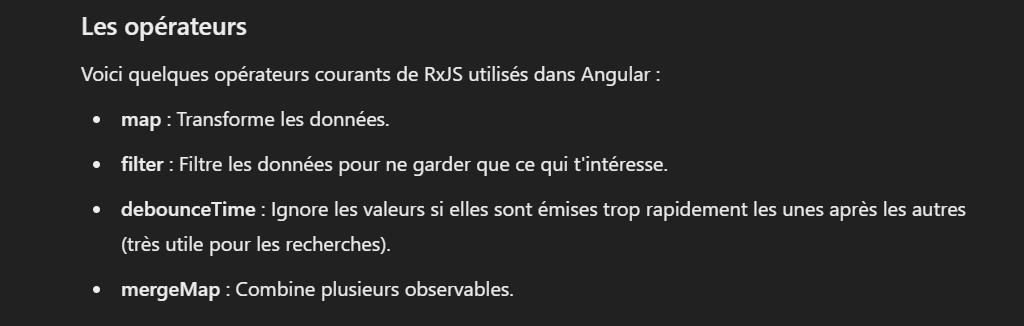 Les opérateurs
Voici quelques opérateurs courants de RxJS utilisés dans Angular :
• map : Transforme les données.
• filter : Filtre les données pour ne garder que ce qui t'intéresse.
• debounceTime : Ignore les valeurs si elles sont émises trop rapidement les unes après les autres
(très utile pour les recherches).
• mergeMap : Combine plusieurs observables.